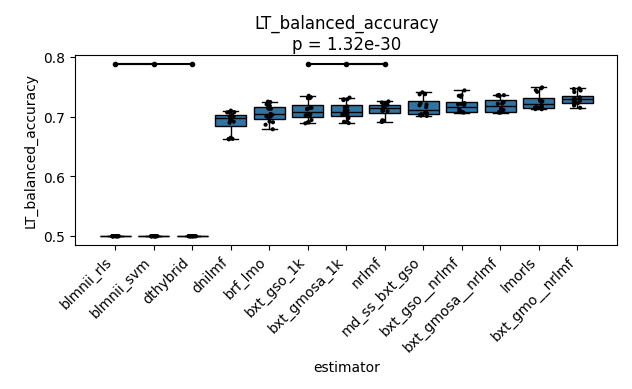 LT_balanced_accuracy
p = 1.32e-30
LT_balanced_accuracy
0.8
0.7
0.6
0.5
blmnii_rls
blmnii_svm
dthybrid
dnilmf
brf_lmo
bxt_gso_1k
bxt_gmosa_1k
nrlmf
md_ss_bxt_gso
bxt_gso__nrlmf
bxt_gmosa__nrlmf
lmorls
bxt_gmo__nrlmf
estimator